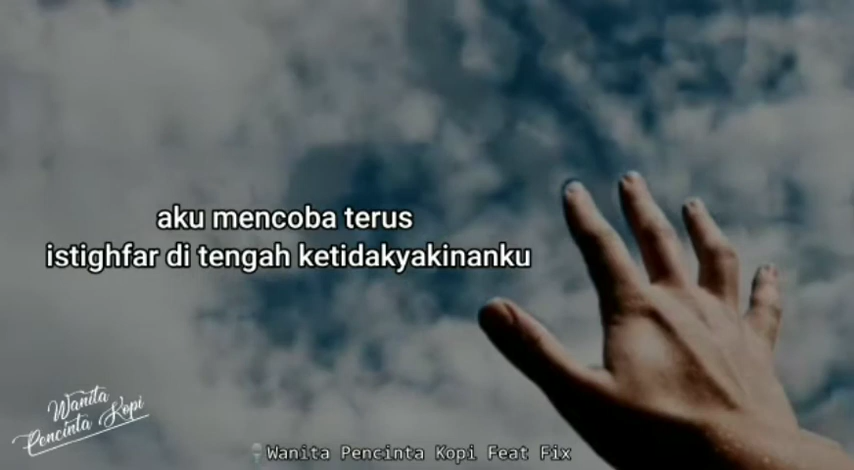 aku mencoba terus
istighfar di tengah ketidakyakinanku
Wanita
Pencinta Kopi
Wanita Pencinta Kopi Feat Fix